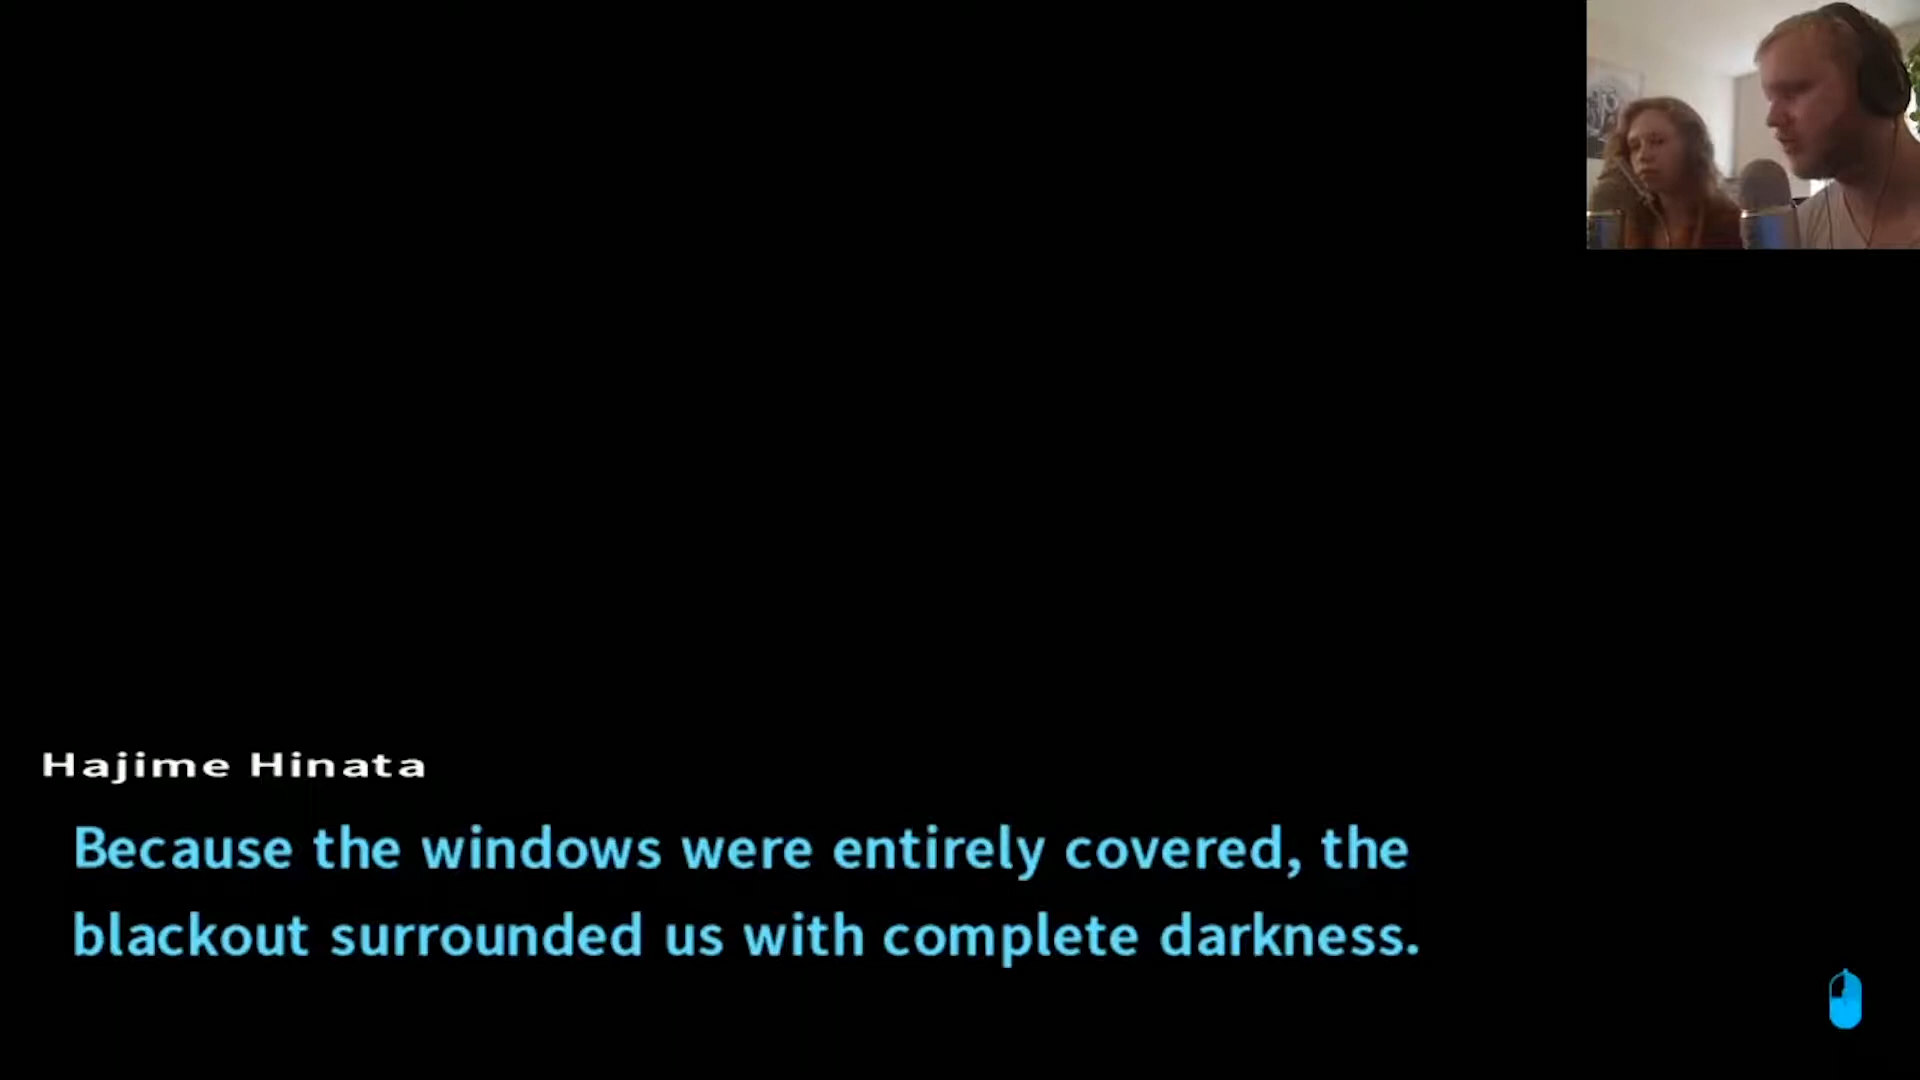 Hajime Hinata
Because the windows were entirely covered, the
blackout surrounded us with complete darkness.